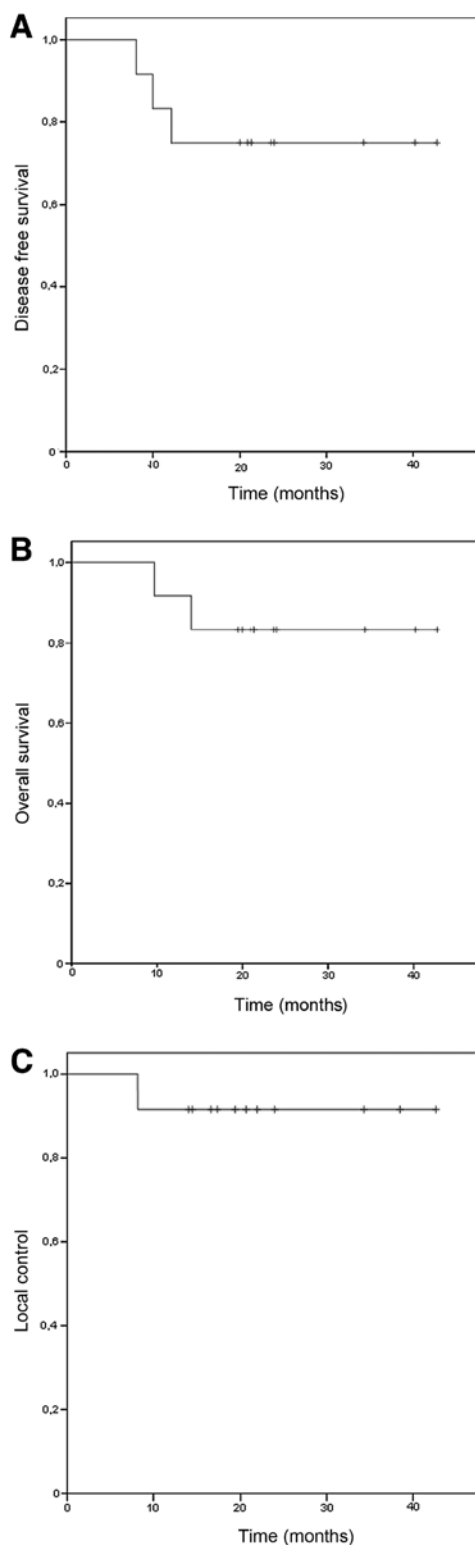 A
1,0
0,8
0,6
0,4
0,2
0
0 10 20 30 40
Disease free survival
Time (months)
B
1,0
0,8
0,6
0,4
0,2
0
0 10 20 30 40
Overall survival
Time (months)
C
1,0
0,8
0,6
0,4
0,2
0
0 10 20 30 40
Local control
Time (months)